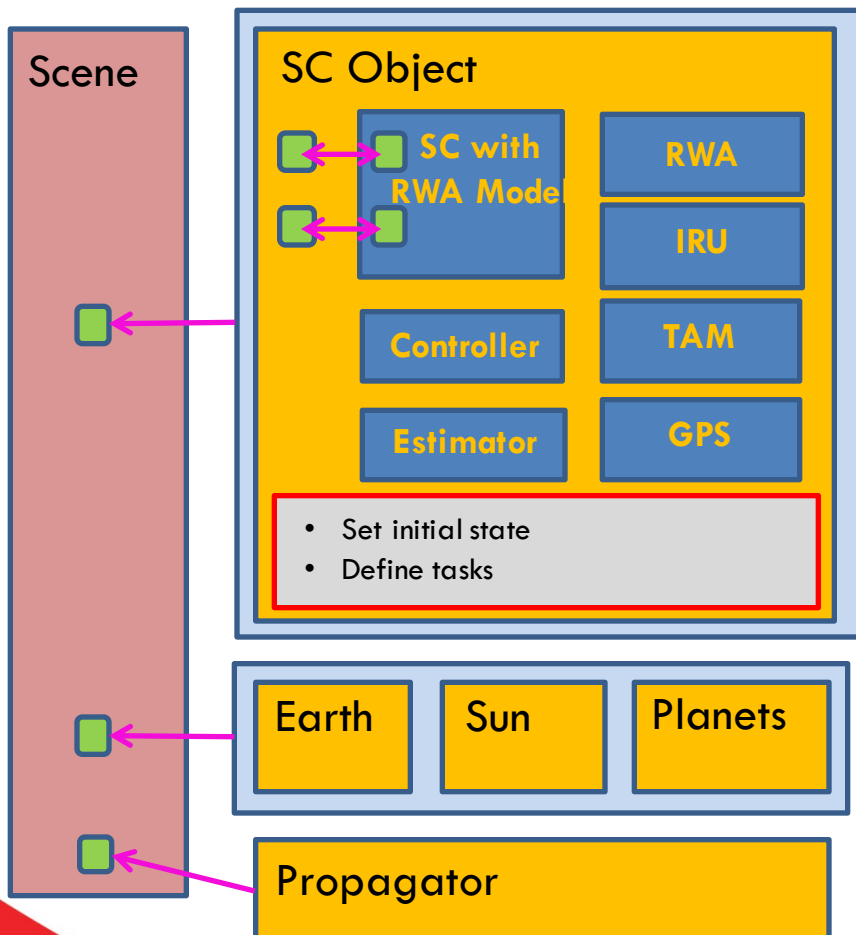 Scene
SC Object
SC with
RWA Model
RWA
IRU
Controller
TAM
Estimator
GPS
• Set initial state
• Define tasks
Earth
Sun
Planets
Propagator